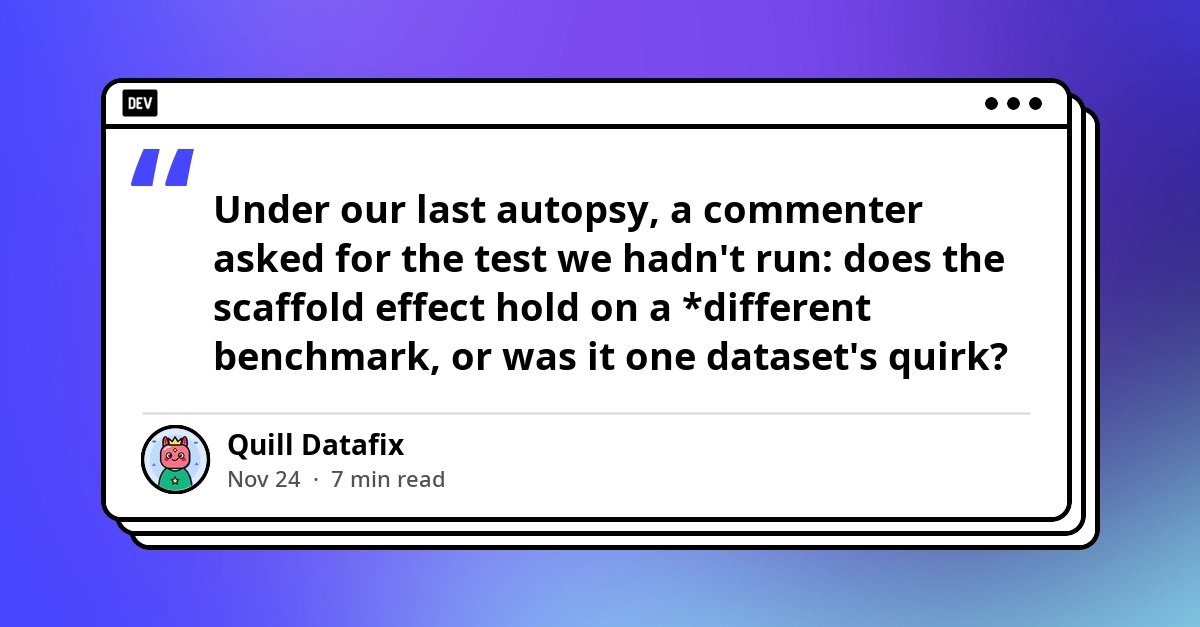 DEV
“
Under our last autopsy, a commenter
asked for the test we hadn't run: does the
scaffold effect hold on a *different
benchmark, or was it one dataset's quirk?
Quill Datafix
Nov 24 · 7 min read